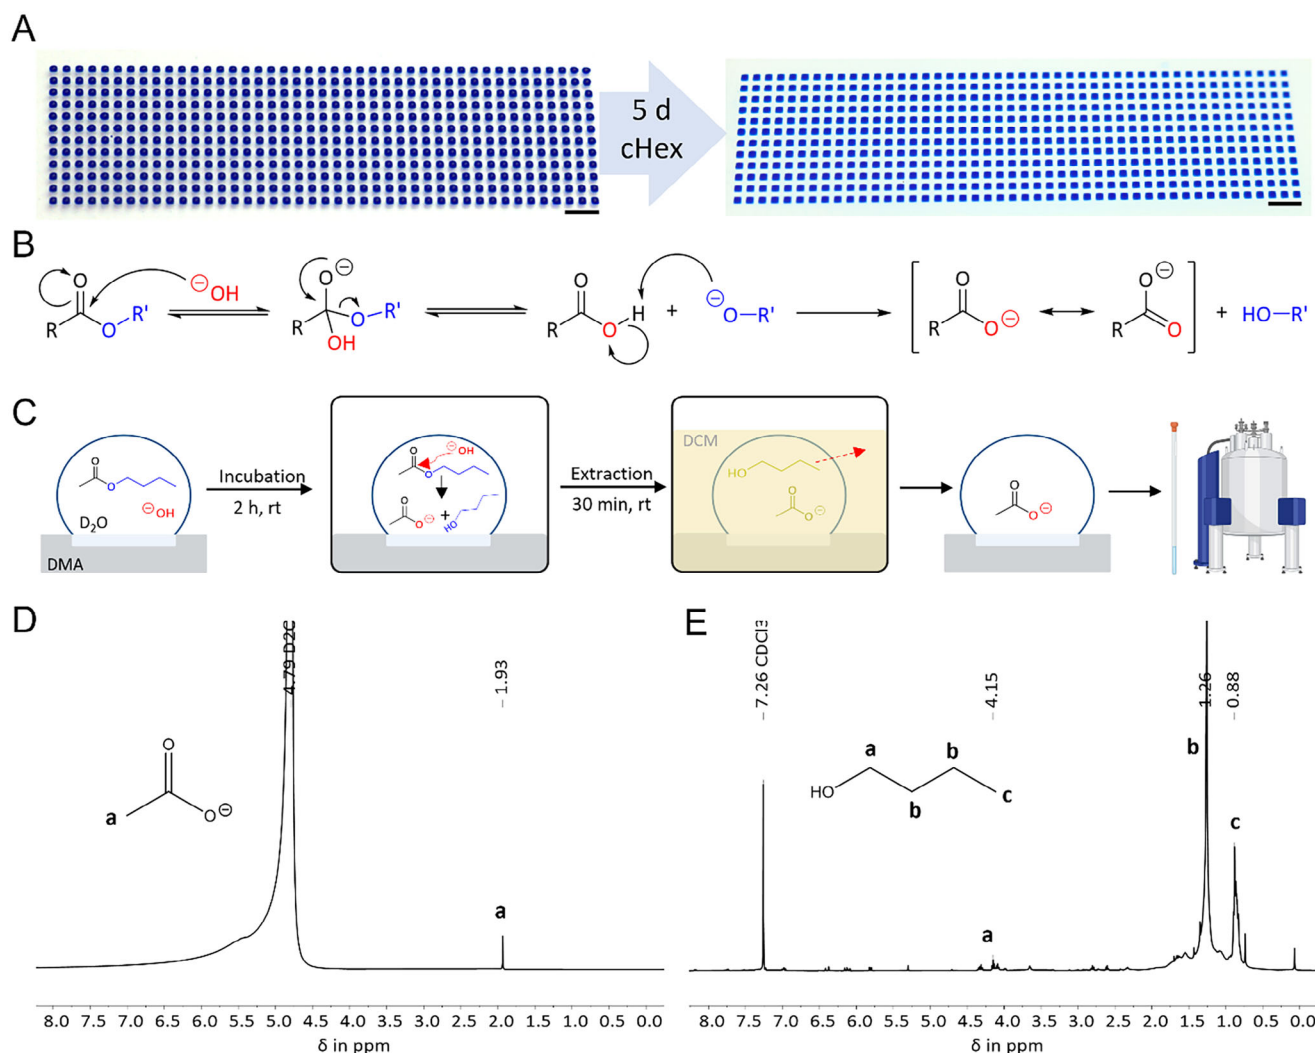 A
5 d
cHex
B
O
R
O
R'
⊖OH
O⊖
R
O
R'
OH
O
R
O
H
+
⊖O
R'
O
R
O⊖
O⊖
R
O
+
HO
R'
C
O
O
D2O
⊖OH
DMA
Incubation
2 h, rt
O
⊖OH
O
O
O⊖
+
HO
DCM
HO
O
O⊖
Extraction
30 min, rt
O
O⊖
D
4.79 D2O
1.93
O
O⊖
a
a
8.0 7.5 7.0 6.5 6.0 5.5 5.0 4.5 4.0 3.5 3.0 2.5 2.0 1.5 1.0 0.5 0.0
δ in ppm
E
7.26 CDCl3
4.15
1.26
0.88
HO
a
b
b
c
b
c
a
8.0 7.5 7.0 6.5 6.0 5.5 5.0 4.5 4.0 3.5 3.0 2.5 2.0 1.5 1.0 0.5 0.0
δ in ppm